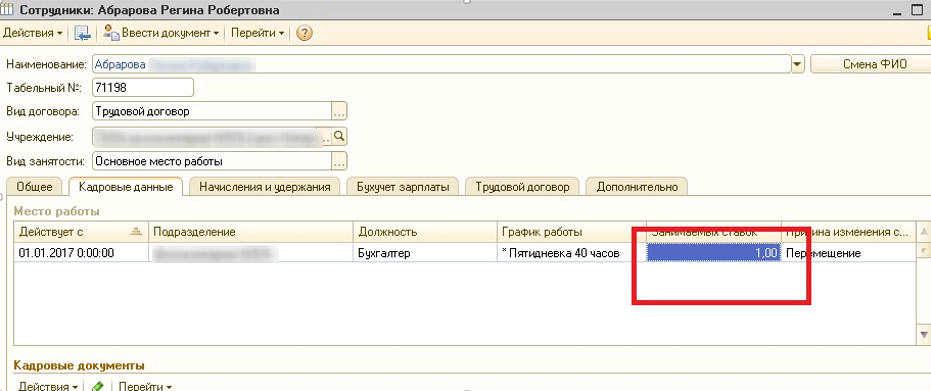 Сотрудники: Абрарова Регина Робертовна
Действия Ввести документ Перейти ?
Наименование: Абрарова Смена ФИО
Табельный №: 71198
Вид договора: Трудовой договор ...
Учреждение: ...
Вид занятости: Основное место работы ...
Общее Кадровые данные Начисления и удержания Бухучет зарплаты Трудовой договор Дополнительно
Место работы
Действует с Подразделение Должность График работы Занимаемых ставок Причина изменения с...
01.01.2017 0:00:00 Бухгалтер * Пятидневка 40 часов 1,00 Перемещение
Кадровые документы
Действия Перейти